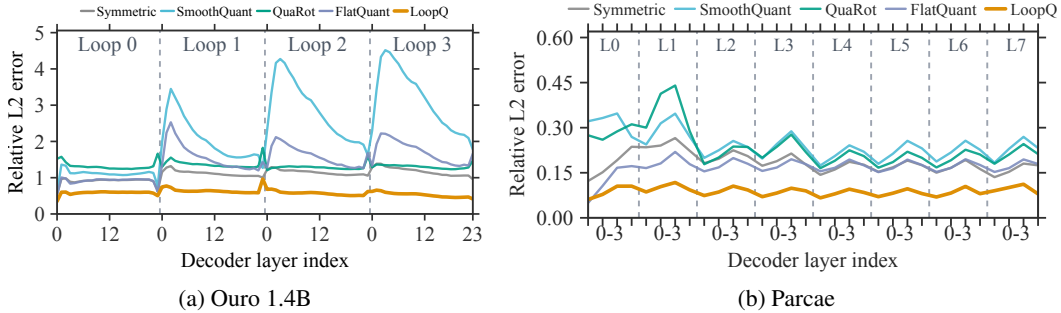 Symmetric SmoothQuant QuaRot FlatQuant LoopQ
Relative L2 error
5
4
3
2
1
0
Loop 0 Loop 1 Loop 2 Loop 3
0 12 0 12 0 12 0 12 23
Decoder layer index
(a) Ouro 1.4B
Symmetric SmoothQuant QuaRot FlatQuant LoopQ
Relative L2 error
0.60
0.45
0.30
0.15
0.00
L0 L1 L2 L3 L4 L5 L6 L7
0-3 0-3 0-3 0-3 0-3 0-3 0-3 0-3
Decoder layer index
(b) Parcae